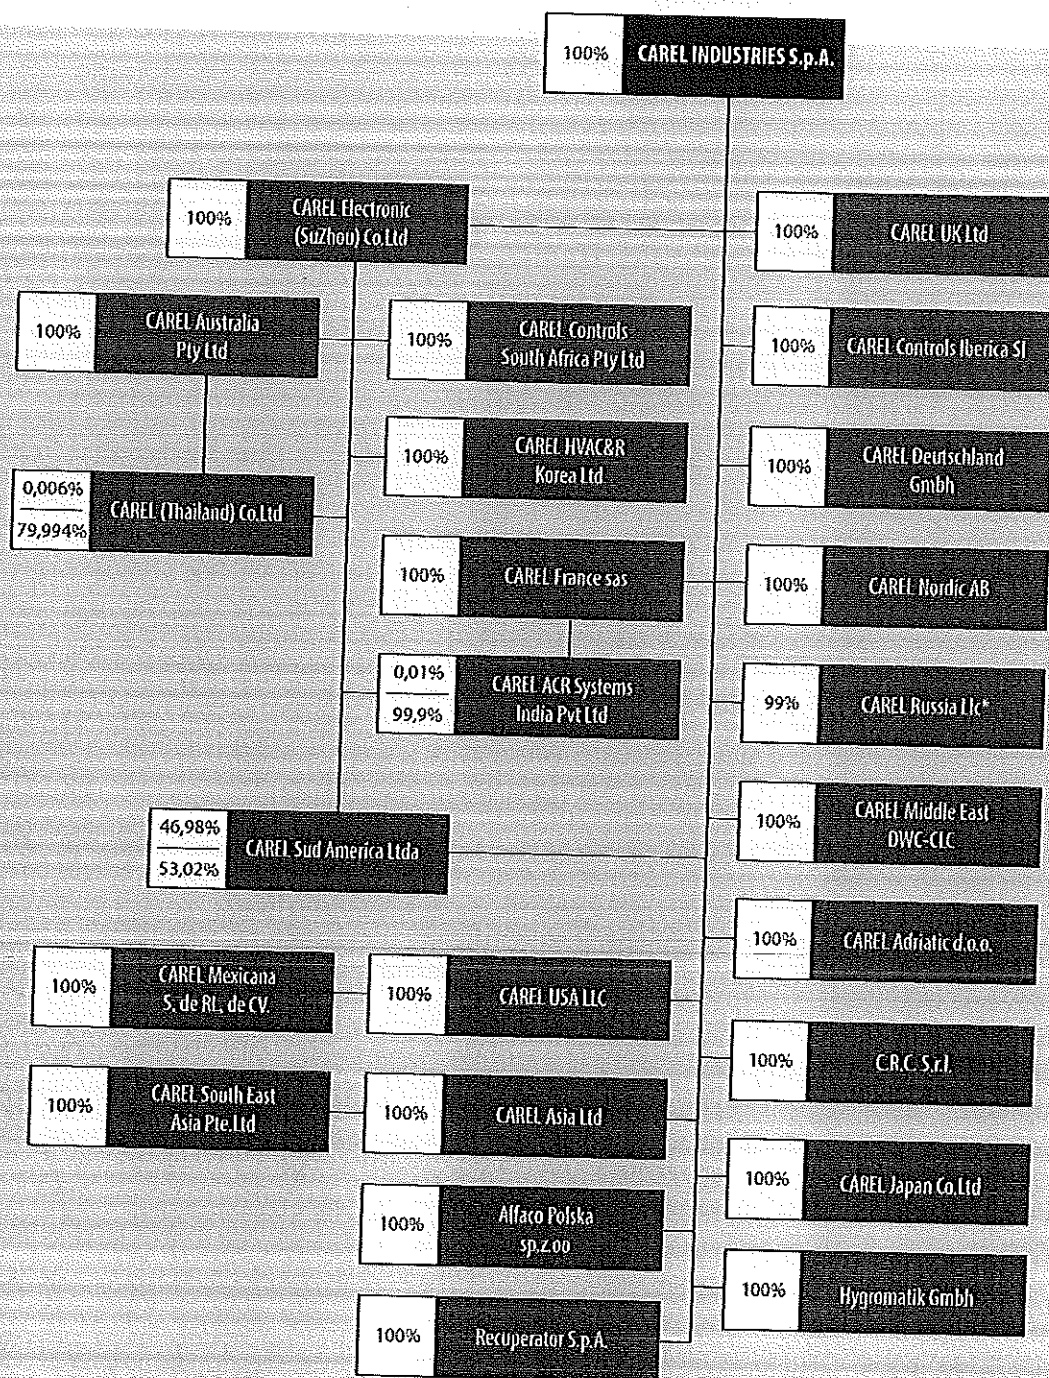 100%
CAREL INDUSTRIES S.p.A.
100%
CAREL Electronic
(SuZhou) Co.Ltd
100%
CAREL UK Ltd
100%
CAREL Australia
Pty Ltd
100%
CAREL Controls
South Africa Pty Ltd
100%
CAREL Controls Iberica Sl
100%
CAREL HVAC&R
Korea Ltd
100%
CAREL Deutschland
Gmbh
0,006%
79,994%
CAREL (Thailand) Co.Ltd
100%
CAREL France sas
100%
CAREL Nordic AB
0,01%
99,9%
CAREL ACR Systems
India Pvt Ltd
99%
CAREL Russia Llc*
46,98%
53,02%
CAREL Sud America Ltda
100%
CAREL Middle East
DWC-CLC
100%
CAREL Adriatic d.o.o.
100%
CAREL Mexicana
S. de RL. de CV.
100%
CAREL USA LLC
100%
C.R.C. S.r.l.
100%
CAREL South East
Asia Pte.Ltd
100%
CAREL Asia Ltd
100%
CAREL Japan Co.Ltd
100%
Alfaco Polska
sp.z.oo
100%
Hygromatik Gmbh
100%
Recuperator S.p.A.